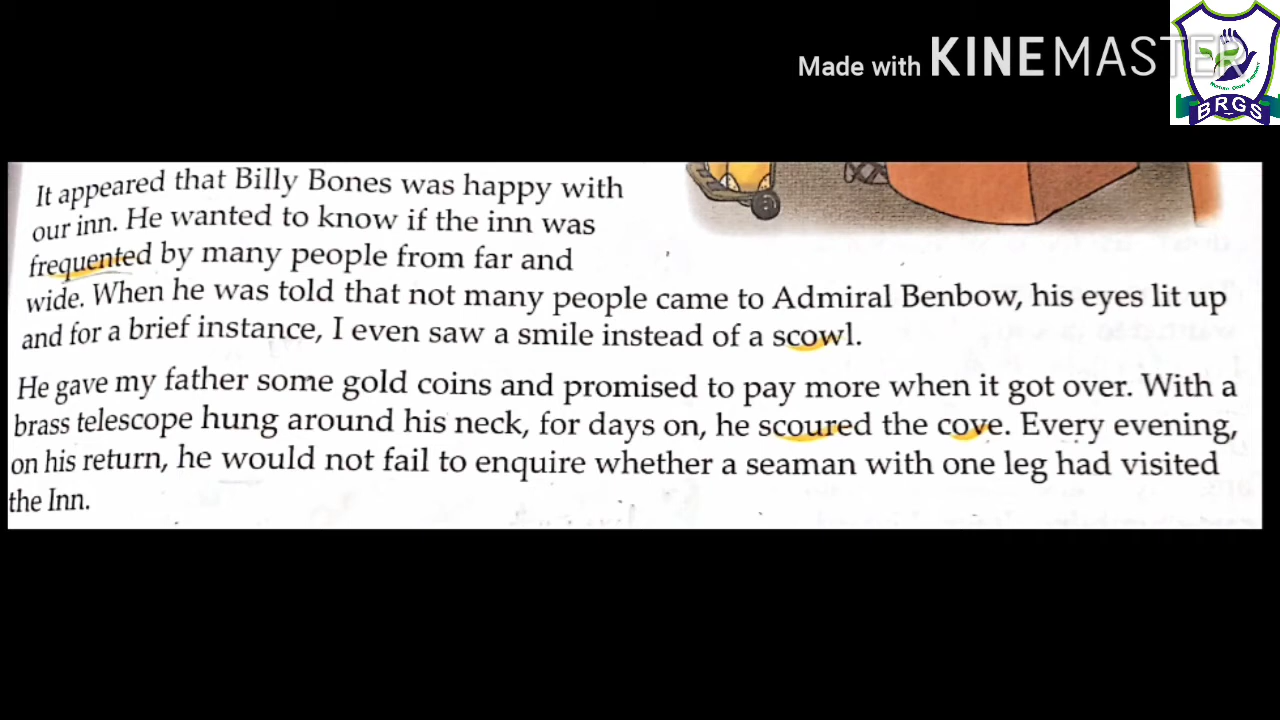 Made with KINEMASTER
BRGS
It appeared that Billy Bones was happy with
our inn. He wanted to know if the inn was
frequented by many people from far and
wide. When he was told that not many people came to Admiral Benbow, his eyes lit up
and for a brief instance, I even saw a smile instead of a scowl.
He gave my father some gold coins and promised to pay more when it got over. With a
brass telescope hung around his neck, for days on, he scoured the cove. Every evening,
on his return, he would not fail to enquire whether a seaman with one leg had visited
the Inn.